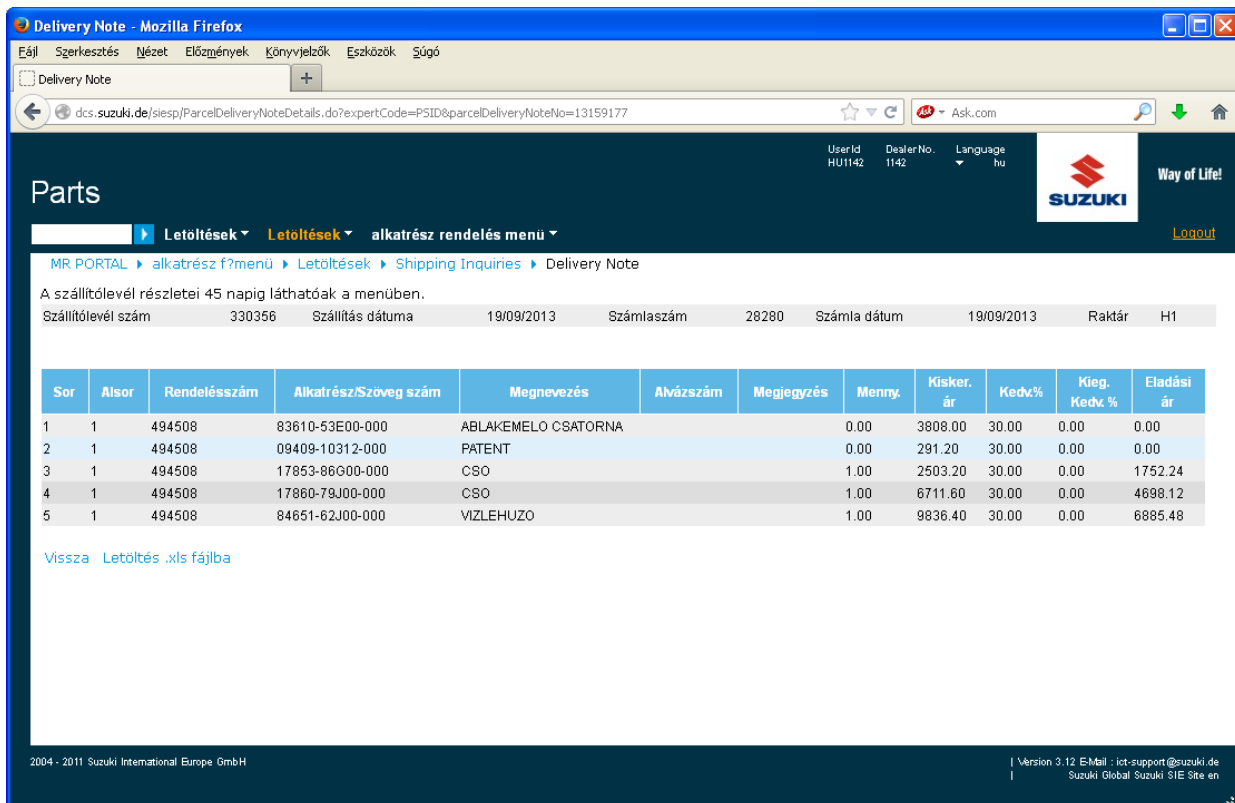 Delivery Note - Mozilla Firefox
Fájl Szerkesztés Nézet Előzmények Könyvjelzők Eszközök Súgó
Delivery Note +
dcs.suzuki.de/siesp/ParcelDeliveryNoteDetails.do?expertCode=PSID&parcelDeliveryNoteNo=13159177 Ask Ask.com
UserId DealerNo. Language
HU1142 1142 hu
Parts
SUZUKI
Way of Life!
Letöltések Letöltések alkatrész rendelés menü Logout
MR PORTAL alkatrész f?menü Letöltések Shipping Inquiries Delivery Note
A szállítólevél részletei 45 napig láthatóak a menüben.
Szállítólevél szám 330356 Szállítás dátuma 19/09/2013 Számlaszám 28280 Számla dátum 19/09/2013 Raktár H1
Sor Alsor Rendelésszám Alkatrész/Szöveg szám Megnevezés Alvázszám Megjegyzés Menny. Kisker. ár Kedv.% Kieg. Kedv. % Eladási ár
1 1 494508 83610-53E00-000 ABLAKEMELO CSATORNA 0.00 3808.00 30.00 0.00 0.00
2 1 494508 09409-10312-000 PATENT 0.00 291.20 30.00 0.00 0.00
3 1 494508 17853-86G00-000 CSO 1.00 2503.20 30.00 0.00 1752.24
4 1 494508 17860-79J00-000 CSO 1.00 6711.60 30.00 0.00 4698.12
5 1 494508 84651-62J00-000 VIZLEHUZO 1.00 9836.40 30.00 0.00 6885.48
Vissza Letöltés .xls fájlba
2004 - 2011 Suzuki International Europe GmbH | Version 3.12 E-Mail : ict-support@suzuki.de
| Suzuki Global Suzuki SIE Site en